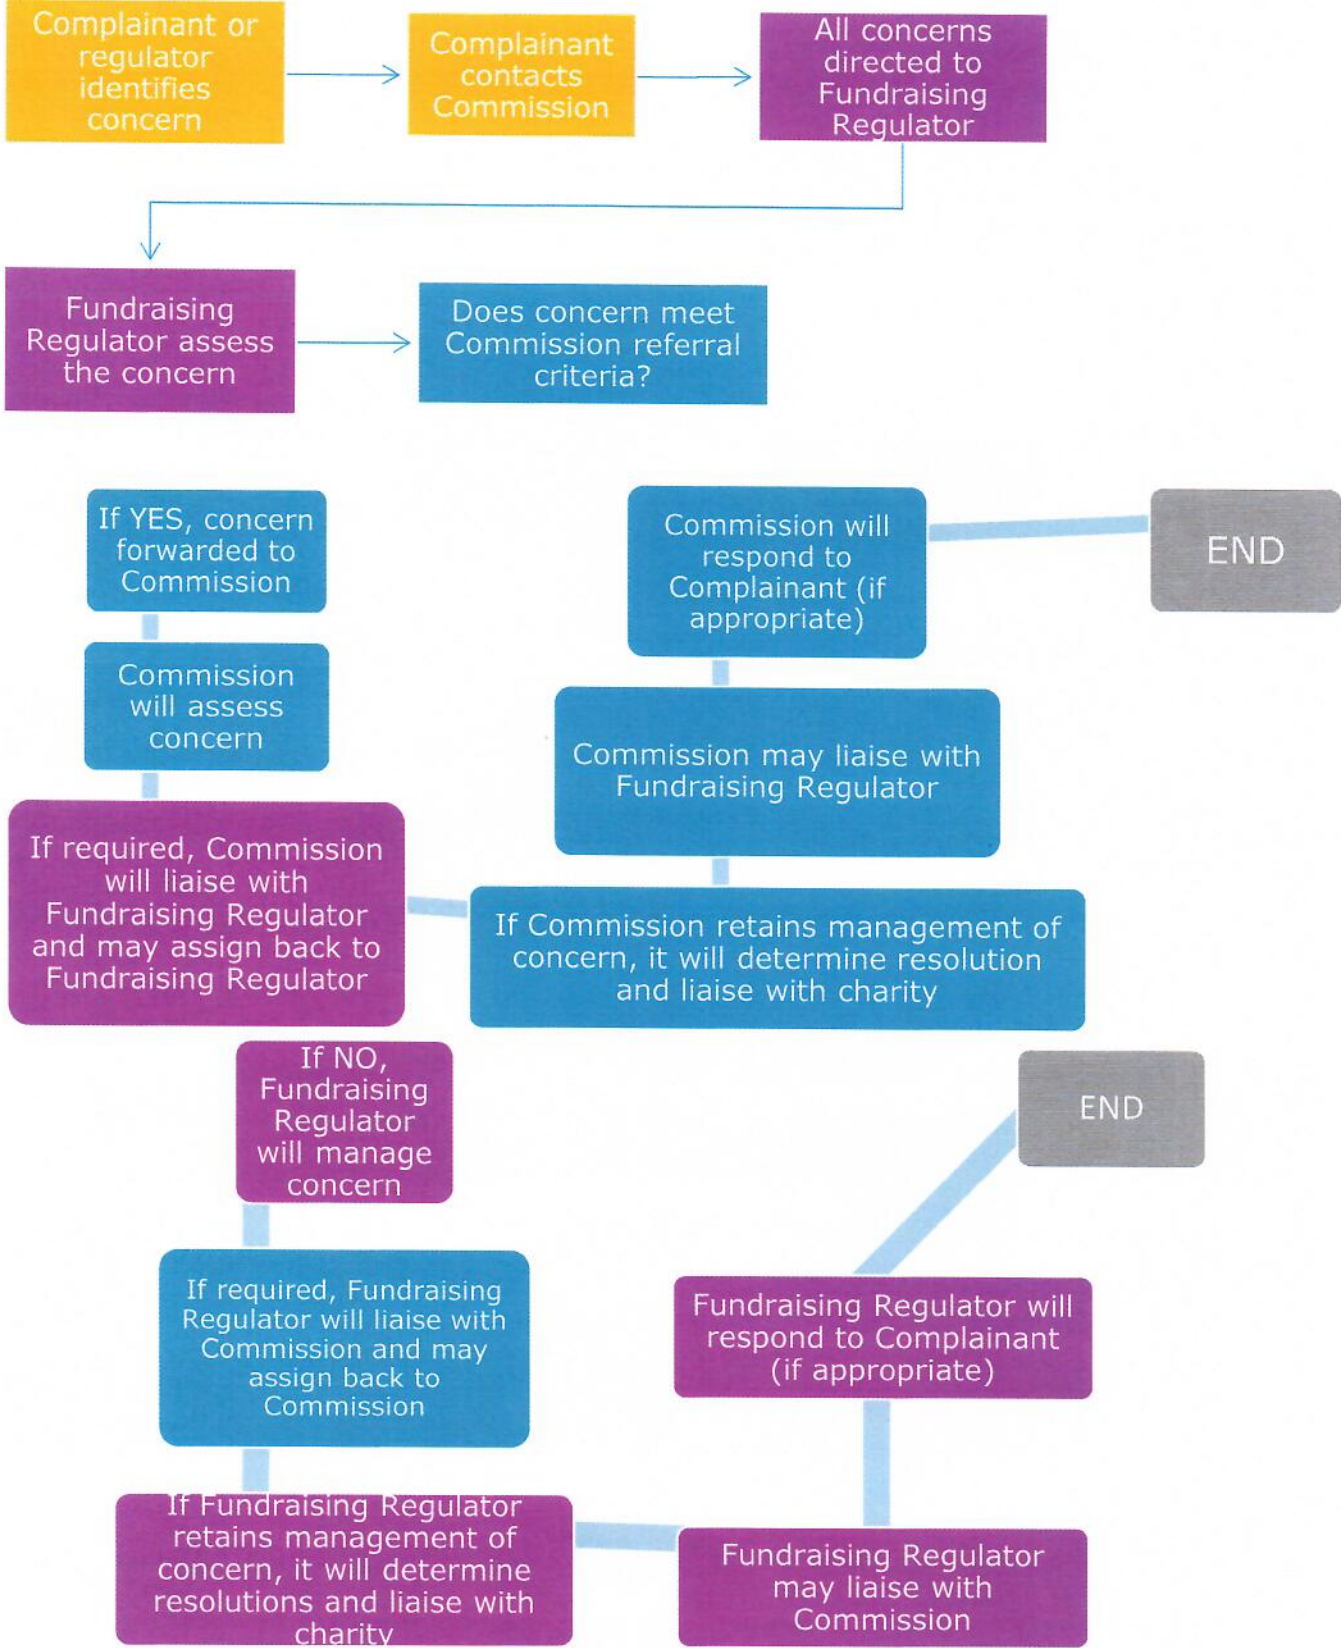 Complainant or
regulator
identifies
concern
Complainant
contacts
Commission
All concerns
directed to
Fundraising
Regulator
Fundraising
Regulator assess
the concern
Does concern meet
Commission referral
criteria?
If YES, concern
forwarded to
Commission
Commission
will assess
concern
If required, Commission
will liaise with
Fundraising Regulator
and may assign back to
Fundraising Regulator
If Commission retains management of
concern, it will determine resolution
and liaise with charity
Commission may liaise with
Fundraising Regulator
Commission will
respond to
Complainant (if
appropriate)
END
If NO,
Fundraising
Regulator
will manage
concern
If required, Fundraising
Regulator will liaise with
Commission and may
assign back to
Commission
If Fundraising Regulator
retains management of
concern, it will determine
resolutions and liaise with
charity
Fundraising Regulator
may liaise with
Commission
Fundraising Regulator will
respond to Complainant
(if appropriate)
END